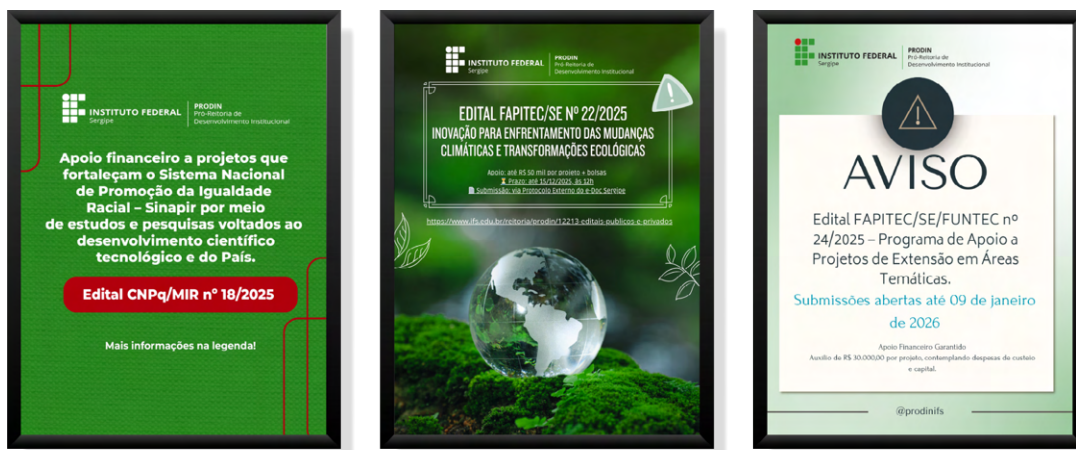 INSTITUTO FEDERAL
Sergipe
PRODIN
Pró-Reitoria de
Desenvolvimento Institucional
Apoio financeiro a projetos que
fortaleçam o Sistema Nacional
de Promoção da Igualdade
Racial – Sinapir por meio
de estudos e pesquisas voltados ao
desenvolvimento científico
tecnológico e do País.
Edital CNPq/MIR nº 18/2025
Mais informações na legenda!
INSTITUTO FEDERAL
Sergipe
PRODIN
Pró-Reitoria de
Desenvolvimento Institucional
EDITAL FAPITEC/SE Nº 22/2025
INOVAÇÃO PARA ENFRENTAMENTO DAS MUDANÇAS
CLIMÁTICAS E TRANSFORMAÇÕES ECOLÓGICAS
Apoio: até R$ 50 mil por projeto + bolsas
⏳ Prazo: até 15/12/2025, às 12h
📄 Submissão: via Protocolo Externo do e-Doc Sergipe
https://www.ifs.edu.br/reitoria/prodin/12213-editais-publicos-e-privados
INSTITUTO FEDERAL
Sergipe
PRODIN
Pró-Reitoria de
Desenvolvimento Institucional
AVISO
Edital FAPITEC/SE/FUNTEC nº
24/2025 – Programa de Apoio a
Projetos de Extensão em Áreas
Temáticas.
Submissões abertas até 09 de janeiro
de 2026
Apoio Financeiro Garantido
Auxílio de R$ 30.000,00 por projeto, contemplando despesas de custeio
e capital.
@prodinifs